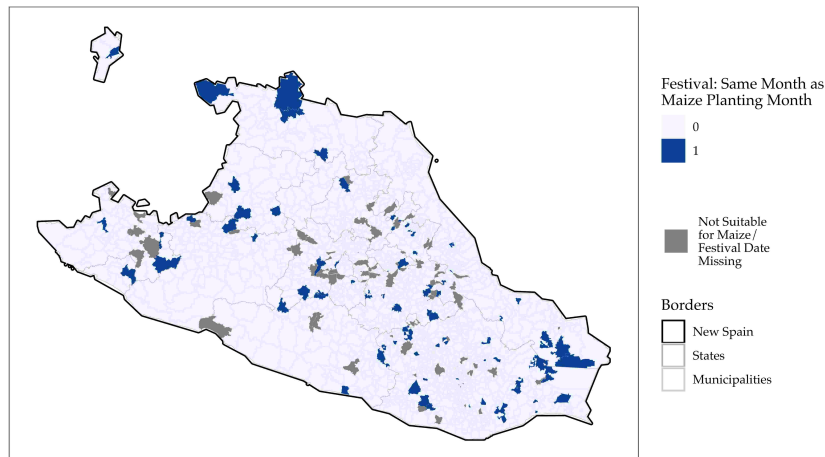 Festival: Same Month as
Maize Planting Month
0
1
Not Suitable
for Maize/
Festival Date
Missing
Borders
New Spain
States
Municipalities